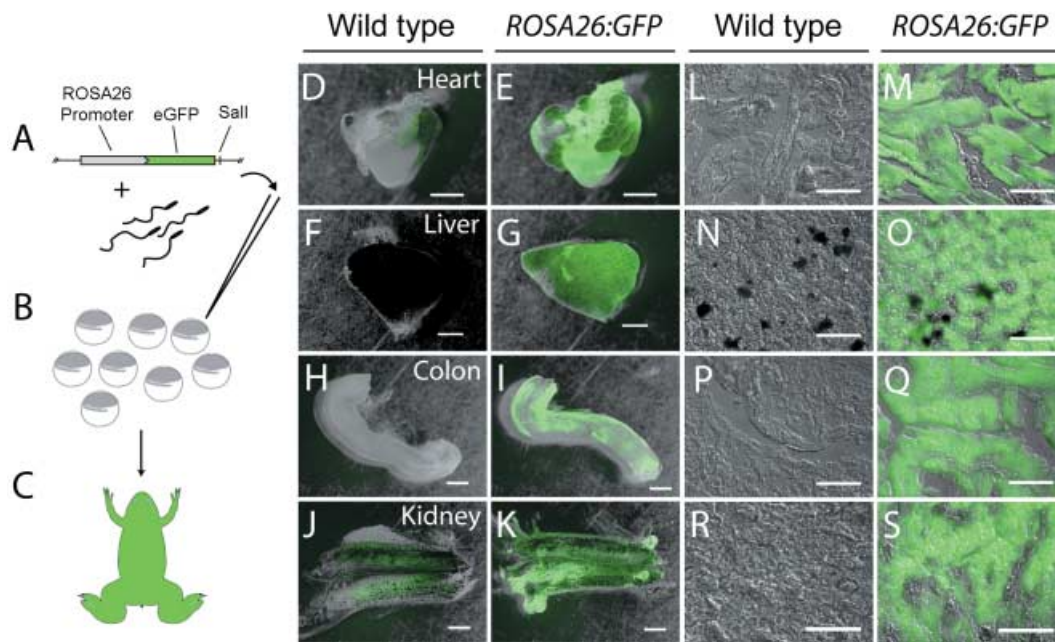 Wild type ROSA26:GFP Wild type ROSA26:GFP
ROSA26
Promoter eGFP SalI
A
+
B
C
D Heart E L M
F Liver G N O
H Colon I P Q
J Kidney K R S